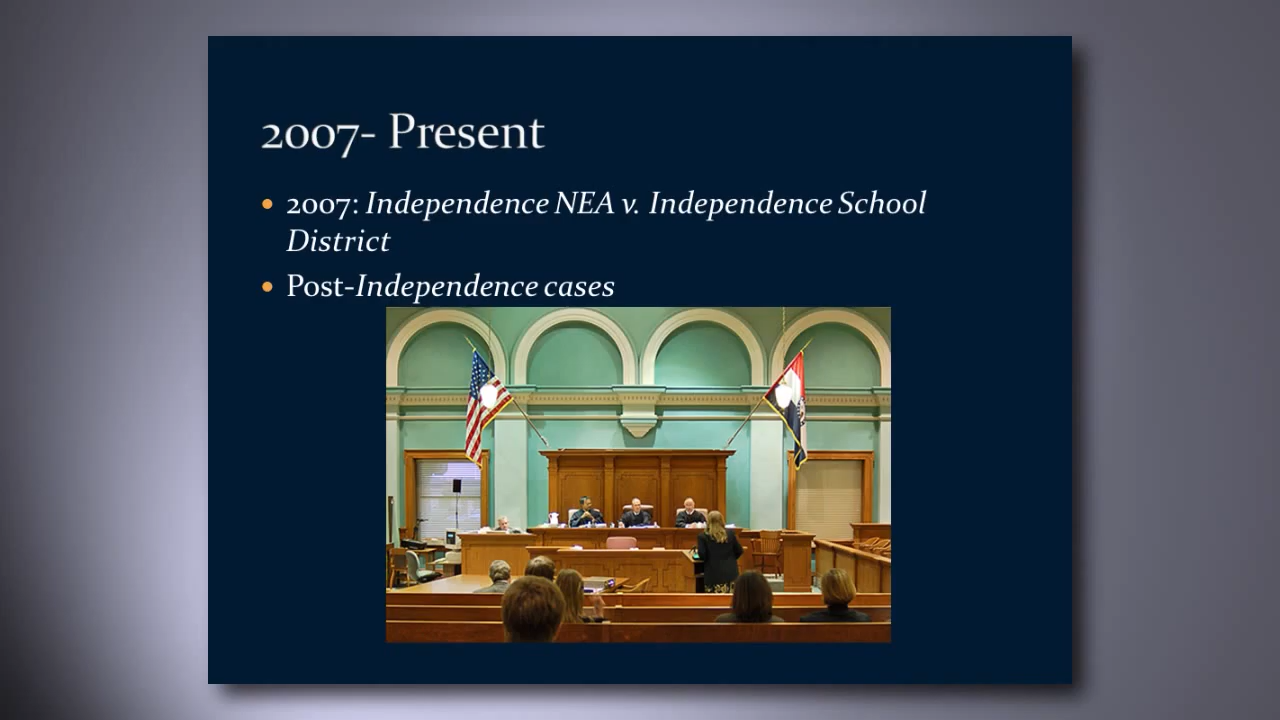 2007- Present
2007: Independence NEA v. Independence School
District
Post-Independence cases